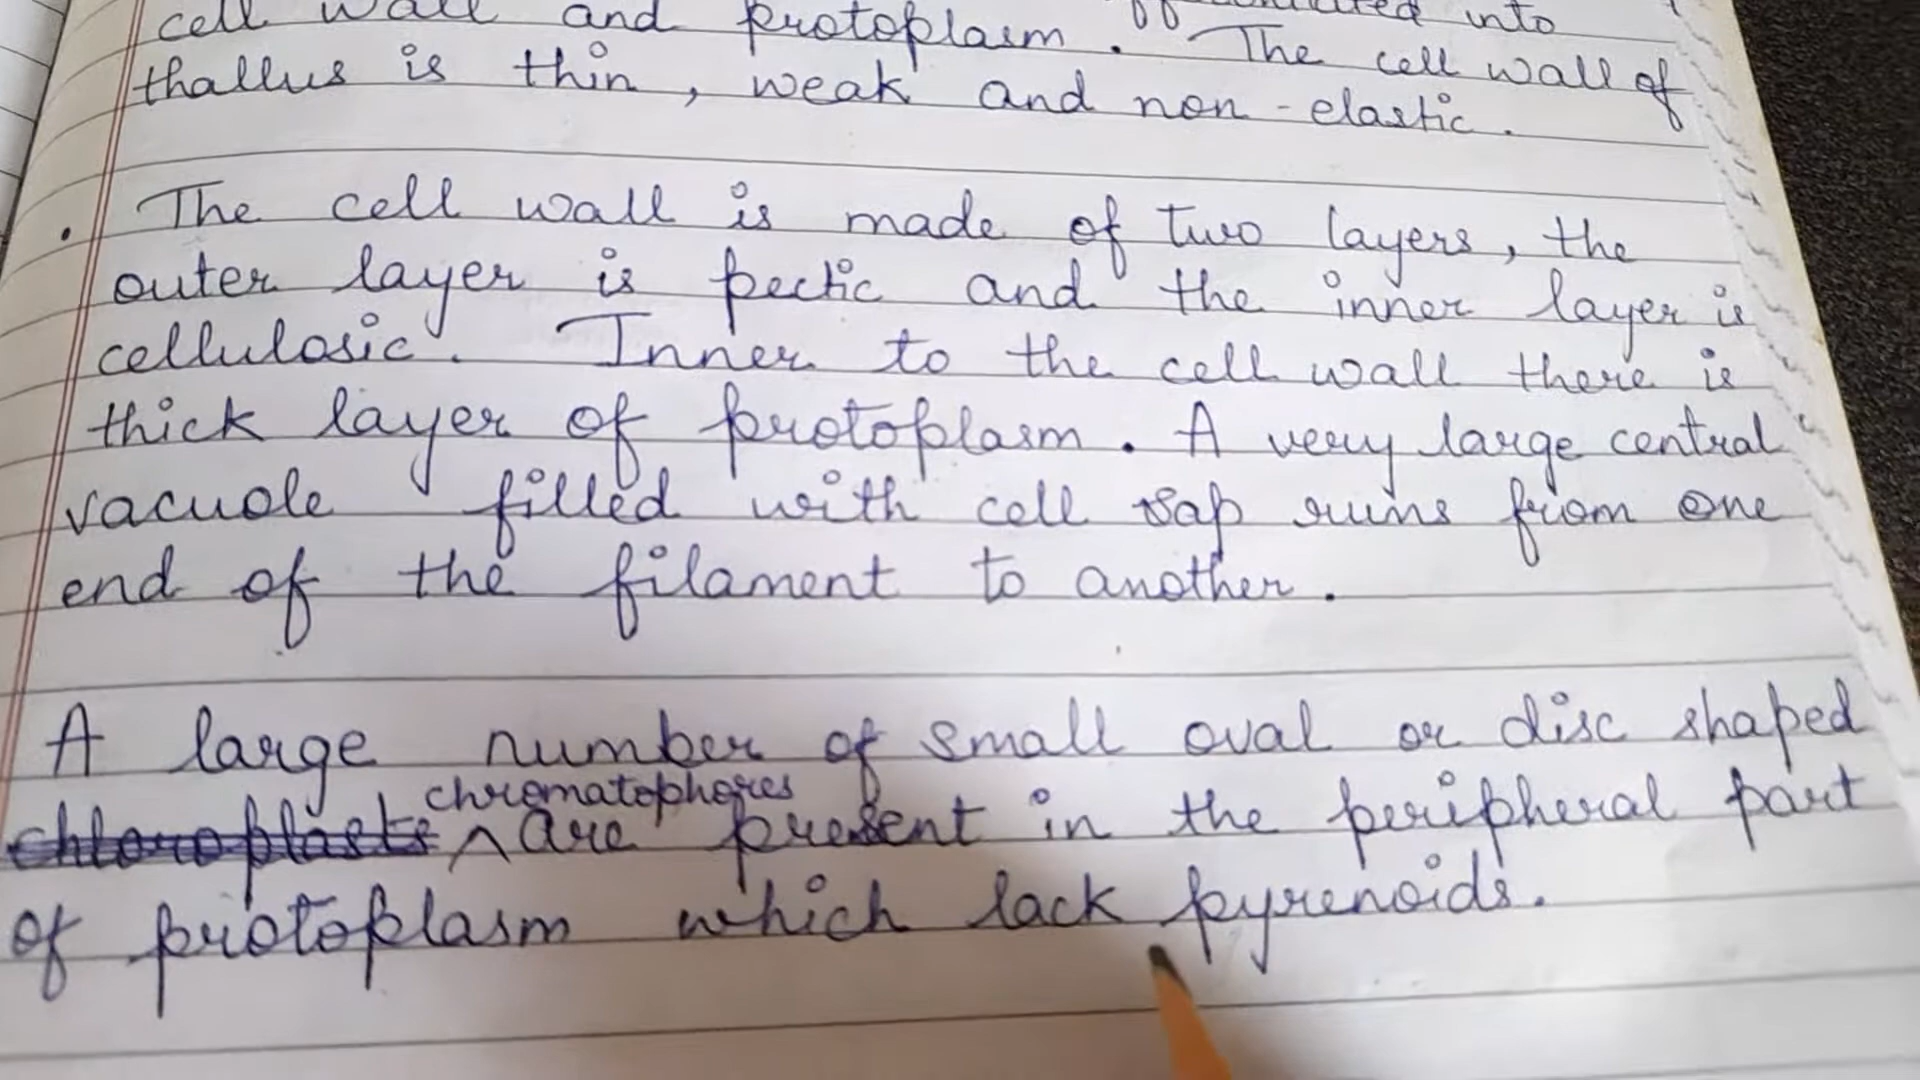 cell wall and protoplasm. The into
thallus is thin, weak and non-elastic. cell wall of
. The cell wall is made of two layers, the
outer layer is pectic and the inner layer is
cellulosic. Inner to the cell wall there is
thick layer of protoplasm. A very large central
vacuole filled with cell sap runs from one
end of the filament to another.
A large number of small oval or disc shaped
chromatophores
chloroplasts ^ are present in the peripheral part
of protoplasm which lack pyrenoids.